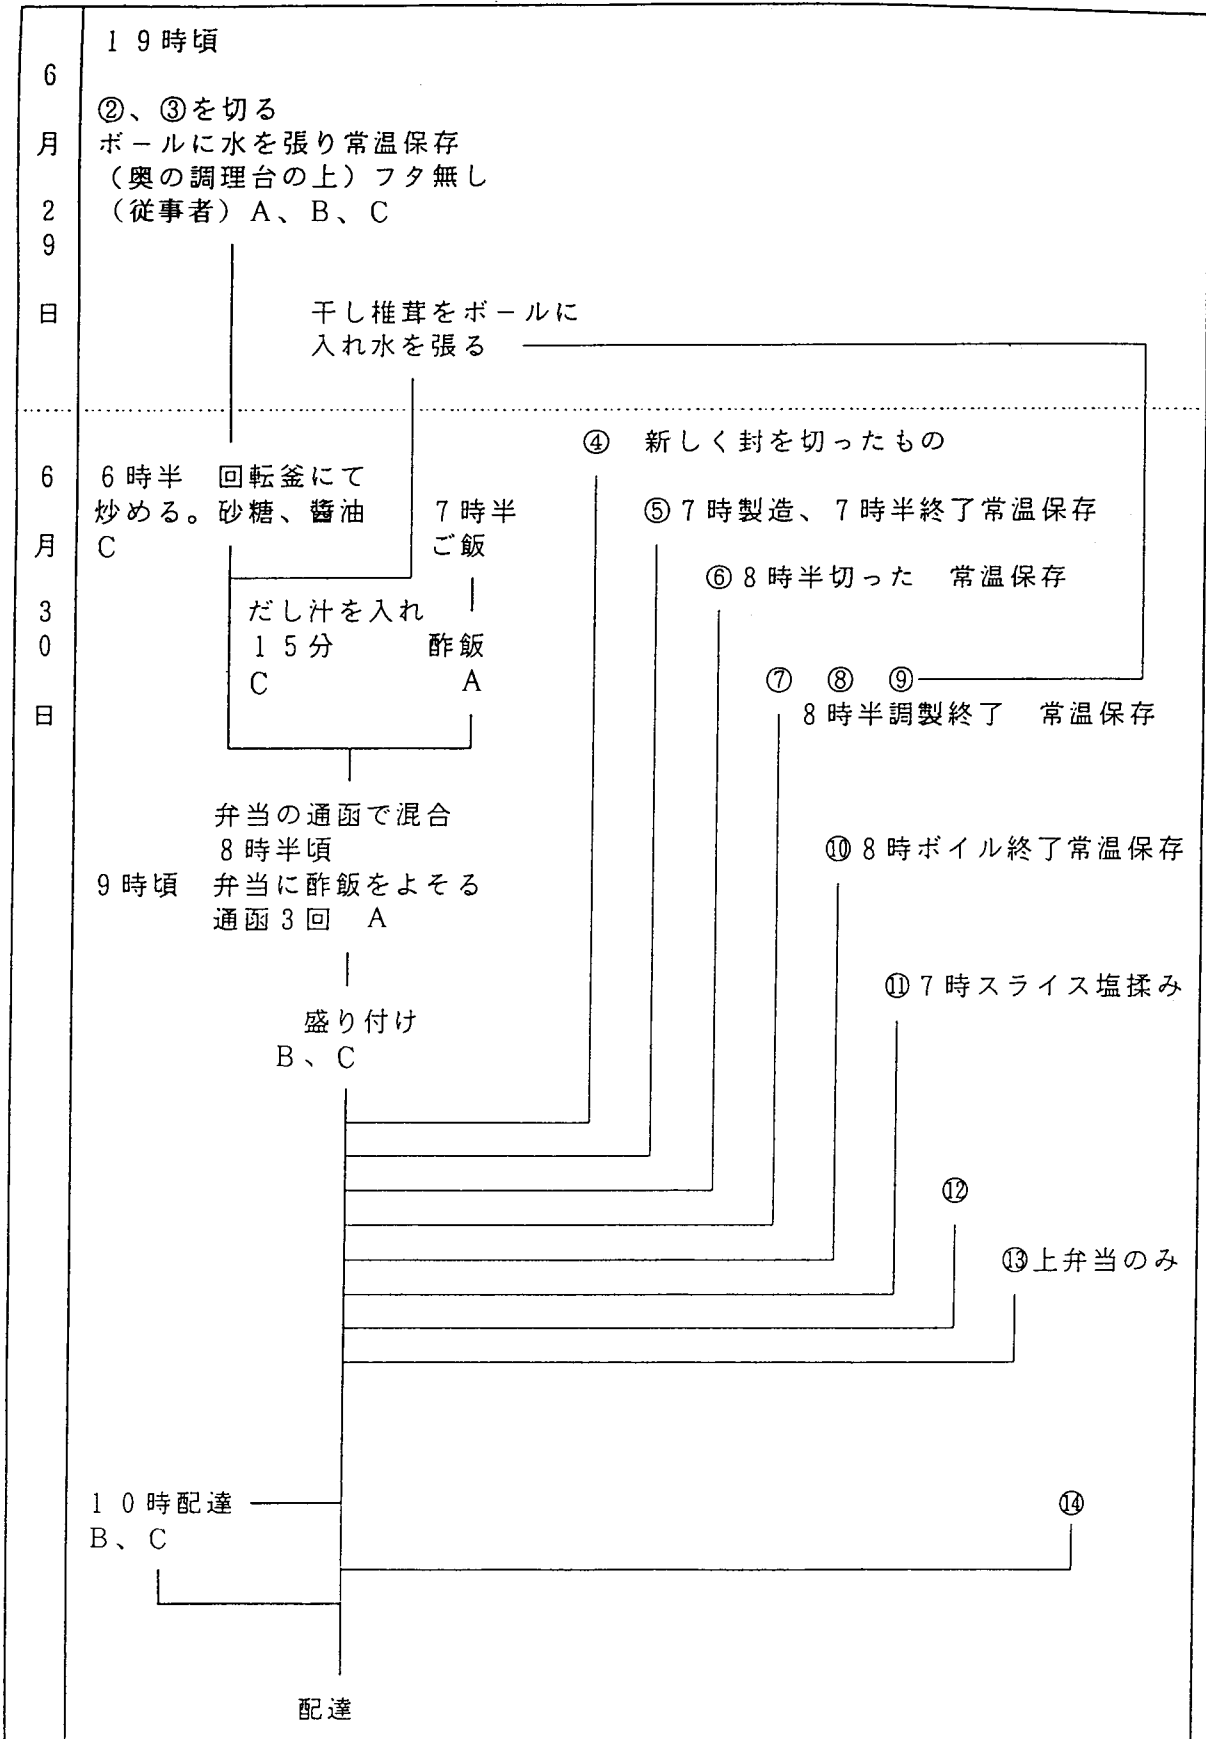 6月29日
19時頃
②、③を切る
ボールに水を張り常温保存
(奥の調理台の上)フタ無し
(従事者)A、B、C
干し椎茸をボールに
入れ水を張る
6月30日
6時半 回転釜にて
炒める。砂糖、醬油
C
7時半
ご飯
だし汁を入れ
15分
C
酢飯
A
④ 新しく封を切ったもの
⑤7時製造、7時半終了常温保存
⑥8時半切った 常温保存
⑦ ⑧ ⑨
8時半調製終了 常温保存
弁当の通函で混合
8時半頃
9時頃 弁当に酢飯をよそる
通函3回 A
⑩8時ボイル終了常温保存
⑪7時スライス塩揉み
盛り付け
B、C
⑫
⑬上弁当のみ
10時配達
B、C
⑭
配達